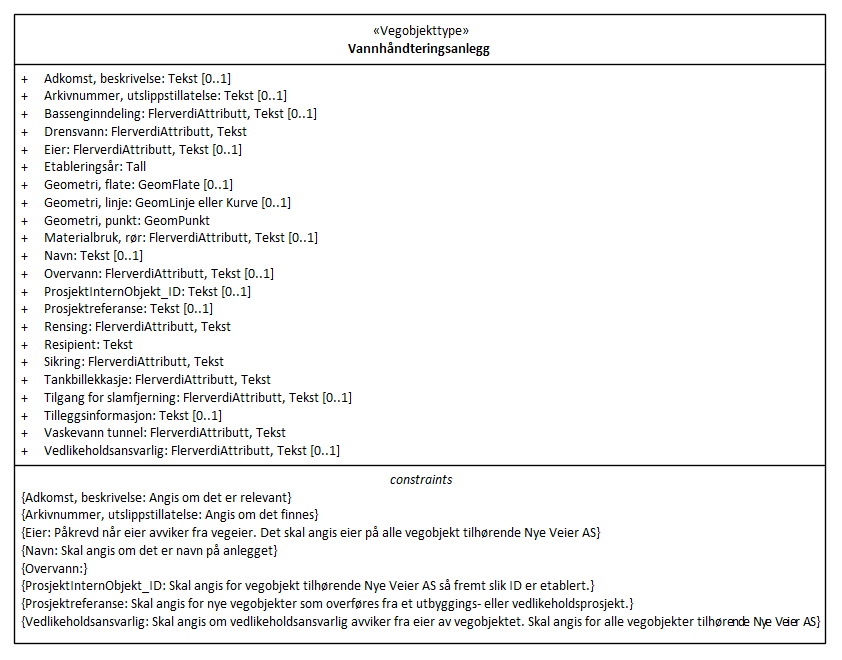 «Vegobjekttype»
Vannhåndteringsanlegg
+ Adkomst, beskrivelse: Tekst [0..1]
+ Arkivnummer, utslippstillatelse: Tekst [0..1]
+ Bassenginndeling: FlerverdiAttributt, Tekst [0..1]
+ Drensvann: FlerverdiAttributt, Tekst
+ Eier: FlerverdiAttributt, Tekst [0..1]
+ Etableringsår: Tall
+ Geometri, flate: GeomFlate [0..1]
+ Geometri, linje: GeomLinje eller Kurve [0..1]
+ Geometri, punkt: GeomPunkt
+ Materialbruk, rør: FlerverdiAttributt, Tekst [0..1]
+ Navn: Tekst [0..1]
+ Overvann: FlerverdiAttributt, Tekst [0..1]
+ ProsjektInternObjekt_ID: Tekst [0..1]
+ Prosjektreferanse: Tekst [0..1]
+ Rensing: FlerverdiAttributt, Tekst
+ Resipient: Tekst
+ Sikring: FlerverdiAttributt, Tekst
+ Tankbillekkasje: FlerverdiAttributt, Tekst
+ Tilgang for slamfjerning: FlerverdiAttributt, Tekst [0..1]
+ Tilleggsinformasjon: Tekst [0..1]
+ Vaskevann tunnel: FlerverdiAttributt, Tekst
+ Vedlikeholdsansvarlig: FlerverdiAttributt, Tekst [0..1]
constraints
{Adkomst, beskrivelse: Angis om det er relevant}
{Arkivnummer, utslippstillatelse: Angis om det finnes}
{Eier: Påkrevd når eier avviker fra vegeier. Det skal angis eier på alle vegobjekt tilhørende Nye Veier AS}
{Navn: Skal angis om det er navn på anlegget}
{Overvann:}
{ProsjektInternObjekt_ID: Skal angis for vegobjekt tilhørende Nye Veier AS så fremt slik ID er etablert.}
{Prosjektreferanse: Skal angis for nye vegobjekter som overføres fra et utbyggings- eller vedlikeholdsprosjekt.}
{Vedlikeholdsansvarlig: Skal angis om vedlikeholdsansvarlig avviker fra eier av vegobjektet. Skal angis for alle vegobjekter tilhørende Nye Veier AS}